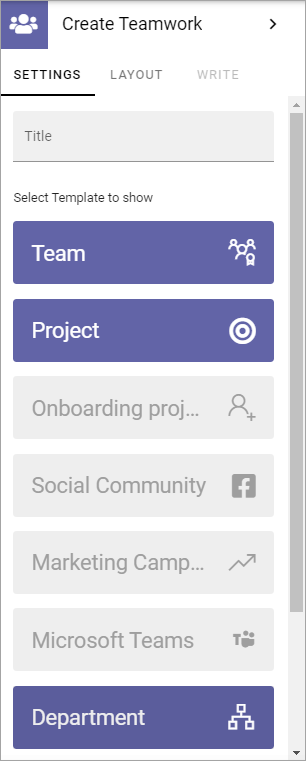 Create Teamwork
SETTINGS LAYOUT WRITE
Title
Select Template to show
Team
Project
Onboarding proj...
Social Community
Marketing Camp...
Microsoft Teams
Department